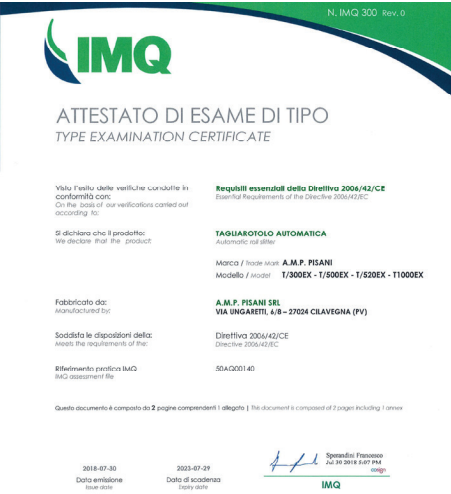 N. IMQ 300 Rev. 0
IMQ
ATTESTATO DI ESAME DI TIPO
TYPE EXAMINATION CERTIFICATE
Visto l'esito delle verifiche condotte in conformità con:
On the basis of our verifications carried out according to:
Requisiti essenziali della Direttiva 2006/42/CE
Essential Requirements of the Directive 2006/42/EC
Si dichiara che il prodotto:
We declare that the product:
TAGLIAROTOLO AUTOMATICA
Automatic roll slitter
Marca / Trade Mark A.M.P. PISANI
Modello / Model T/300EX - T/500EX - T/520EX - T1000EX
Fabbricato da:
Manufactured by:
A.M.P. PISANI SRL
VIA UNGARETTI, 6/8 – 27024 CILAVEGNA (PV)
Soddisfa le disposizioni della:
Meets the requirements of the:
Direttiva 2006/42/CE
Directive 2006/42/EC
Riferimento pratica IMQ
IMQ assessment file
50AQ00140
Questo documento è composto da 2 pagine comprendenti 1 allegato | This document is composed of 2 pages including 1 annex
2018-07-30
Data emissione
Issue date
2023-07-29
Data di scadenza
Expiry date
Sperandini Francesco
Jul 30 2018 5:07 PM
cosign
IMQ